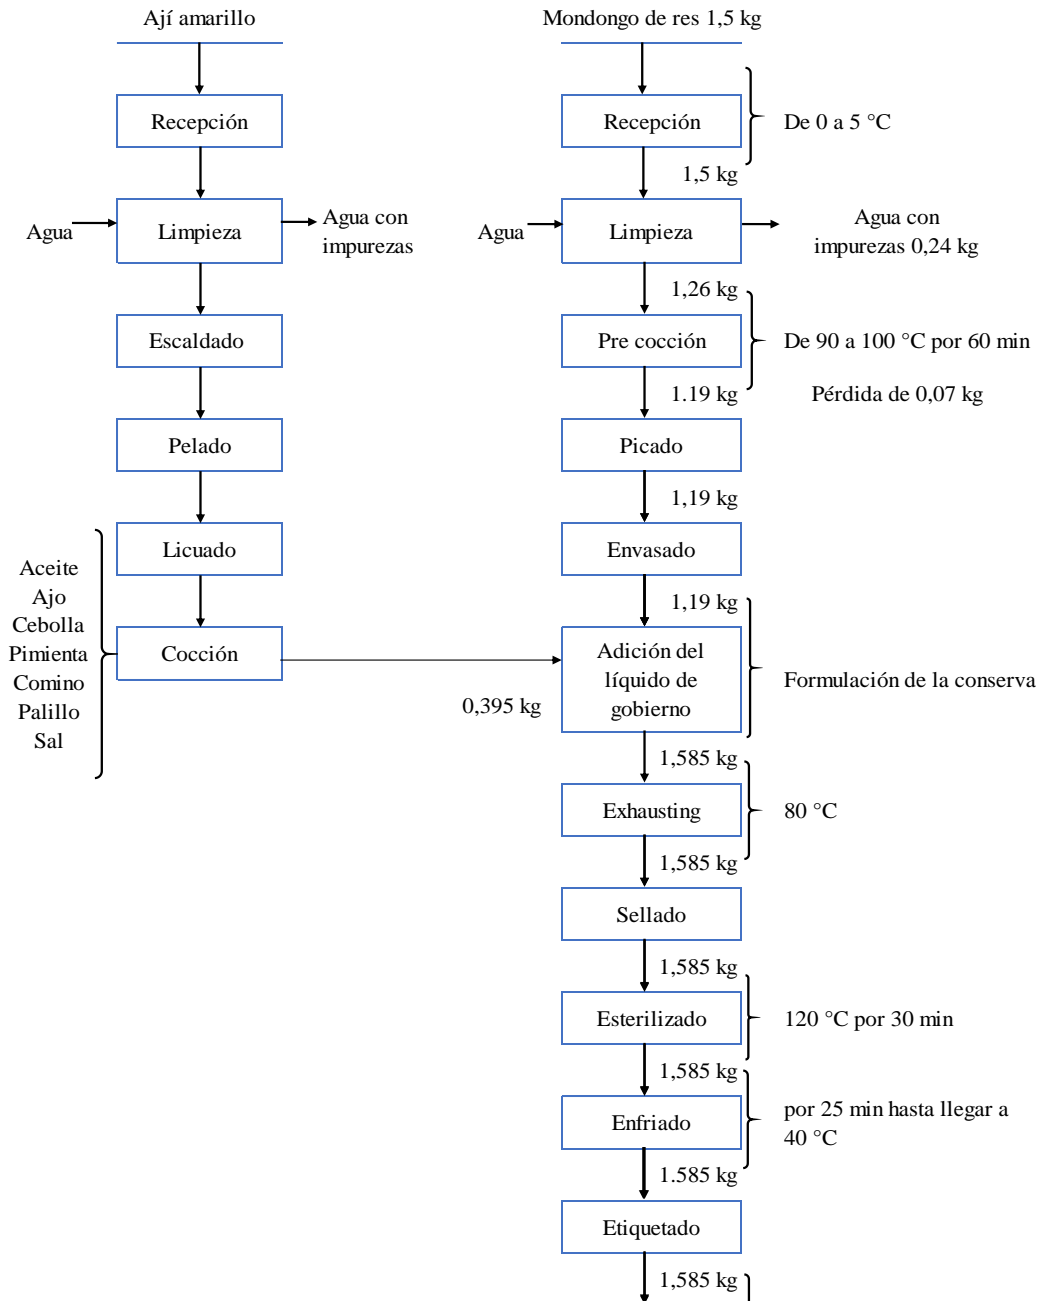 Ají amarillo
Recepción
Agua
Limpieza
Agua con
impurezas
Escaldado
Pelado
Licuado
Aceite
Ajo
Cebolla
Pimienta
Comino
Palillo
Sal
Cocción
0,395 kg
Mondongo de res 1,5 kg
Recepción
De 0 a 5 °C
1,5 kg
Agua
Limpieza
Agua con
impurezas 0,24 kg
1,26 kg
Pre cocción
De 90 a 100 °C por 60 min
1.19 kg
Pérdida de 0,07 kg
Picado
1,19 kg
Envasado
1,19 kg
Adición del
líquido de
gobierno
Formulación de la conserva
1,585 kg
Exhausting
80 °C
1,585 kg
Sellado
1,585 kg
Esterilizado
120 °C por 30 min
1,585 kg
Enfriado
por 25 min hasta llegar a
40 °C
1.585 kg
Etiquetado
1,585 kg